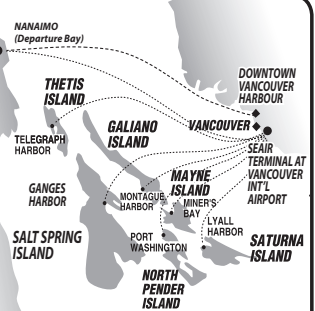 NANAIMO
(Departure Bay)
THETIS
ISLAND
DOWNTOWN
VANCOUVER
HARBOUR
TELEGRAPH
HARBOR
GALIANO
ISLAND
VANCOUVER
SEAIR
TERMINAL AT
VANCOUVER
INT'L
AIRPORT
GANGES
HARBOR
MONTAGUE
HARBOR
MAYNE
ISLAND
MINER'S
BAY
SALT SPRING
ISLAND
PORT
WASHINGTON
LYALL
HARBOR
SATURNA
ISLAND
NORTH
PENDER
ISLAND